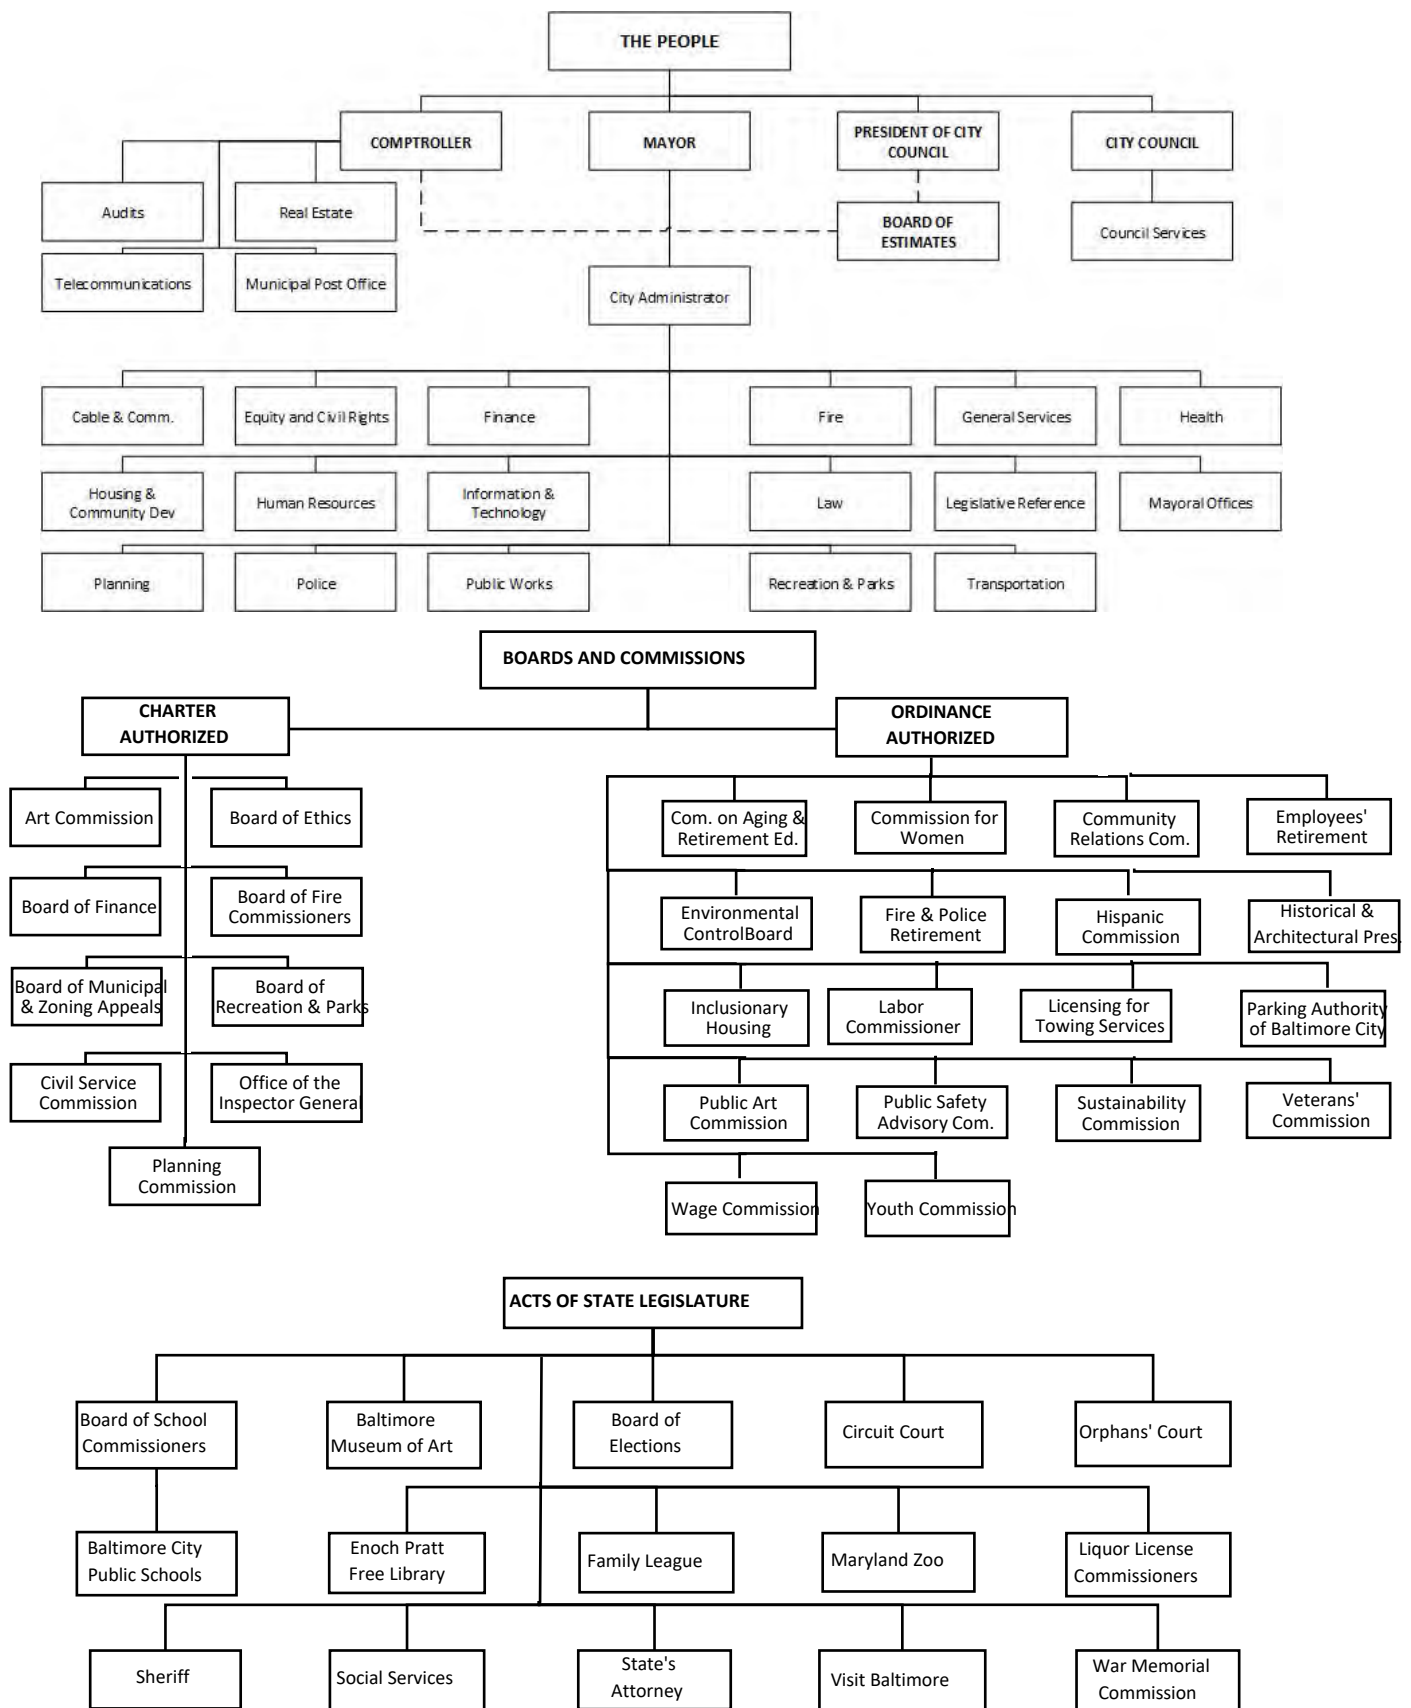 THE PEOPLE
COMPTROLLER
MAYOR
PRESIDENT OF CITY
COUNCIL
CITY COUNCIL
Audits
Real Estate
BOARD OF
ESTIMATES
Council Services
Telecommunications
Municipal Post Office
City Administrator
Cable & Comm.
Equity and Civil Rights
Finance
Fire
General Services
Health
Housing &
Community Dev
Human Resources
Information &
Technology
Law
Legislative Reference
Mayoral Offices
Planning
Police
Public Works
Recreation & Parks
Transportation
BOARDS AND COMMISSIONS
CHARTER
AUTHORIZED
ORDINANCE
AUTHORIZED
Art Commission
Board of Ethics
Board of Finance
Board of Fire
Commissioners
Board of Municipal
& Zoning Appeals
Board of
Recreation & Parks
Civil Service
Commission
Office of the
Inspector General
Planning
Commission
Com. on Aging &
Retirement Ed.
Commission for
Women
Community
Relations Com.
Employees'
Retirement
Environmental
ControlBoard
Fire & Police
Retirement
Hispanic
Commission
Historical &
Architectural Pres.
Inclusionary
Housing
Labor
Commissioner
Licensing for
Towing Services
Parking Authority
of Baltimore City
Public Art
Commission
Public Safety
Advisory Com.
Sustainability
Commission
Veterans'
Commission
Wage Commission
Youth Commission
ACTS OF STATE LEGISLATURE
Board of School
Commissioners
Baltimore
Museum of Art
Board of
Elections
Circuit Court
Orphans' Court
Baltimore City
Public Schools
Enoch Pratt
Free Library
Family League
Maryland Zoo
Liquor License
Commissioners
Sheriff
Social Services
State's
Attorney
Visit Baltimore
War Memorial
Commission